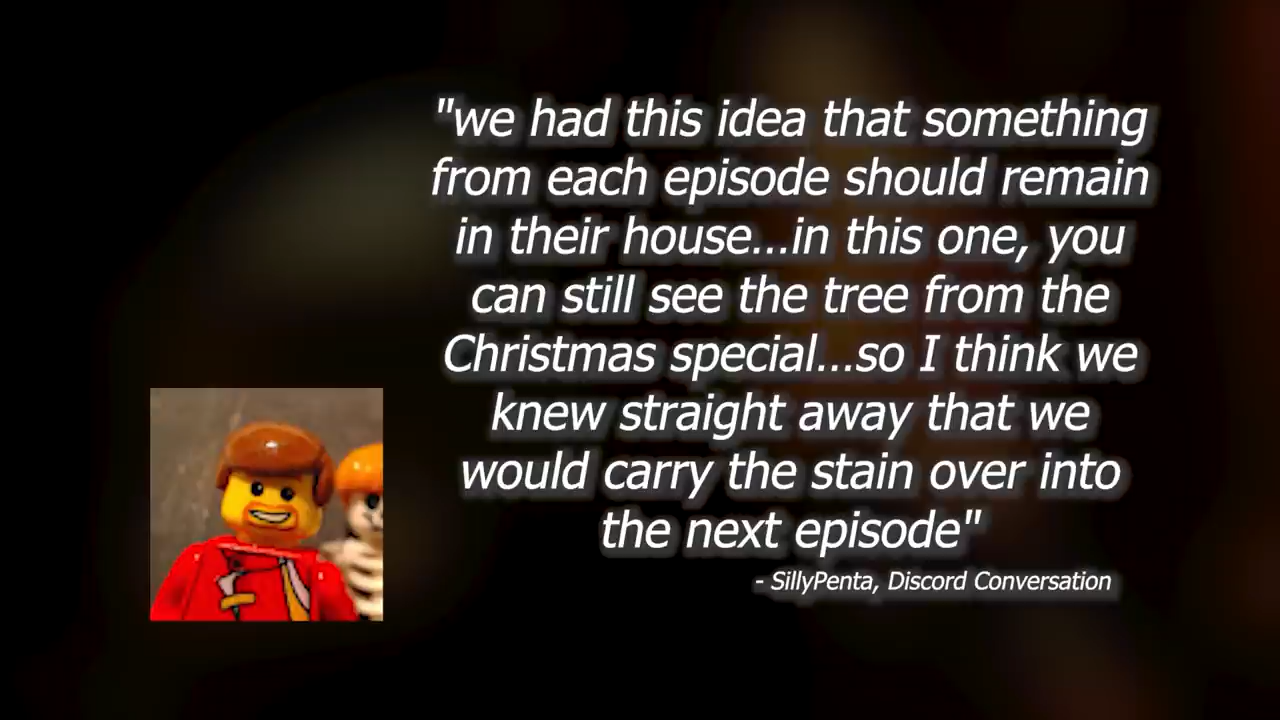 "we had this idea that something
from each episode should remain
in their house...in this one, you
can still see the tree from the
Christmas special...so I think we
knew straight away that we
would carry the stain over into
the next episode"
- SillyPenta, Discord Conversation